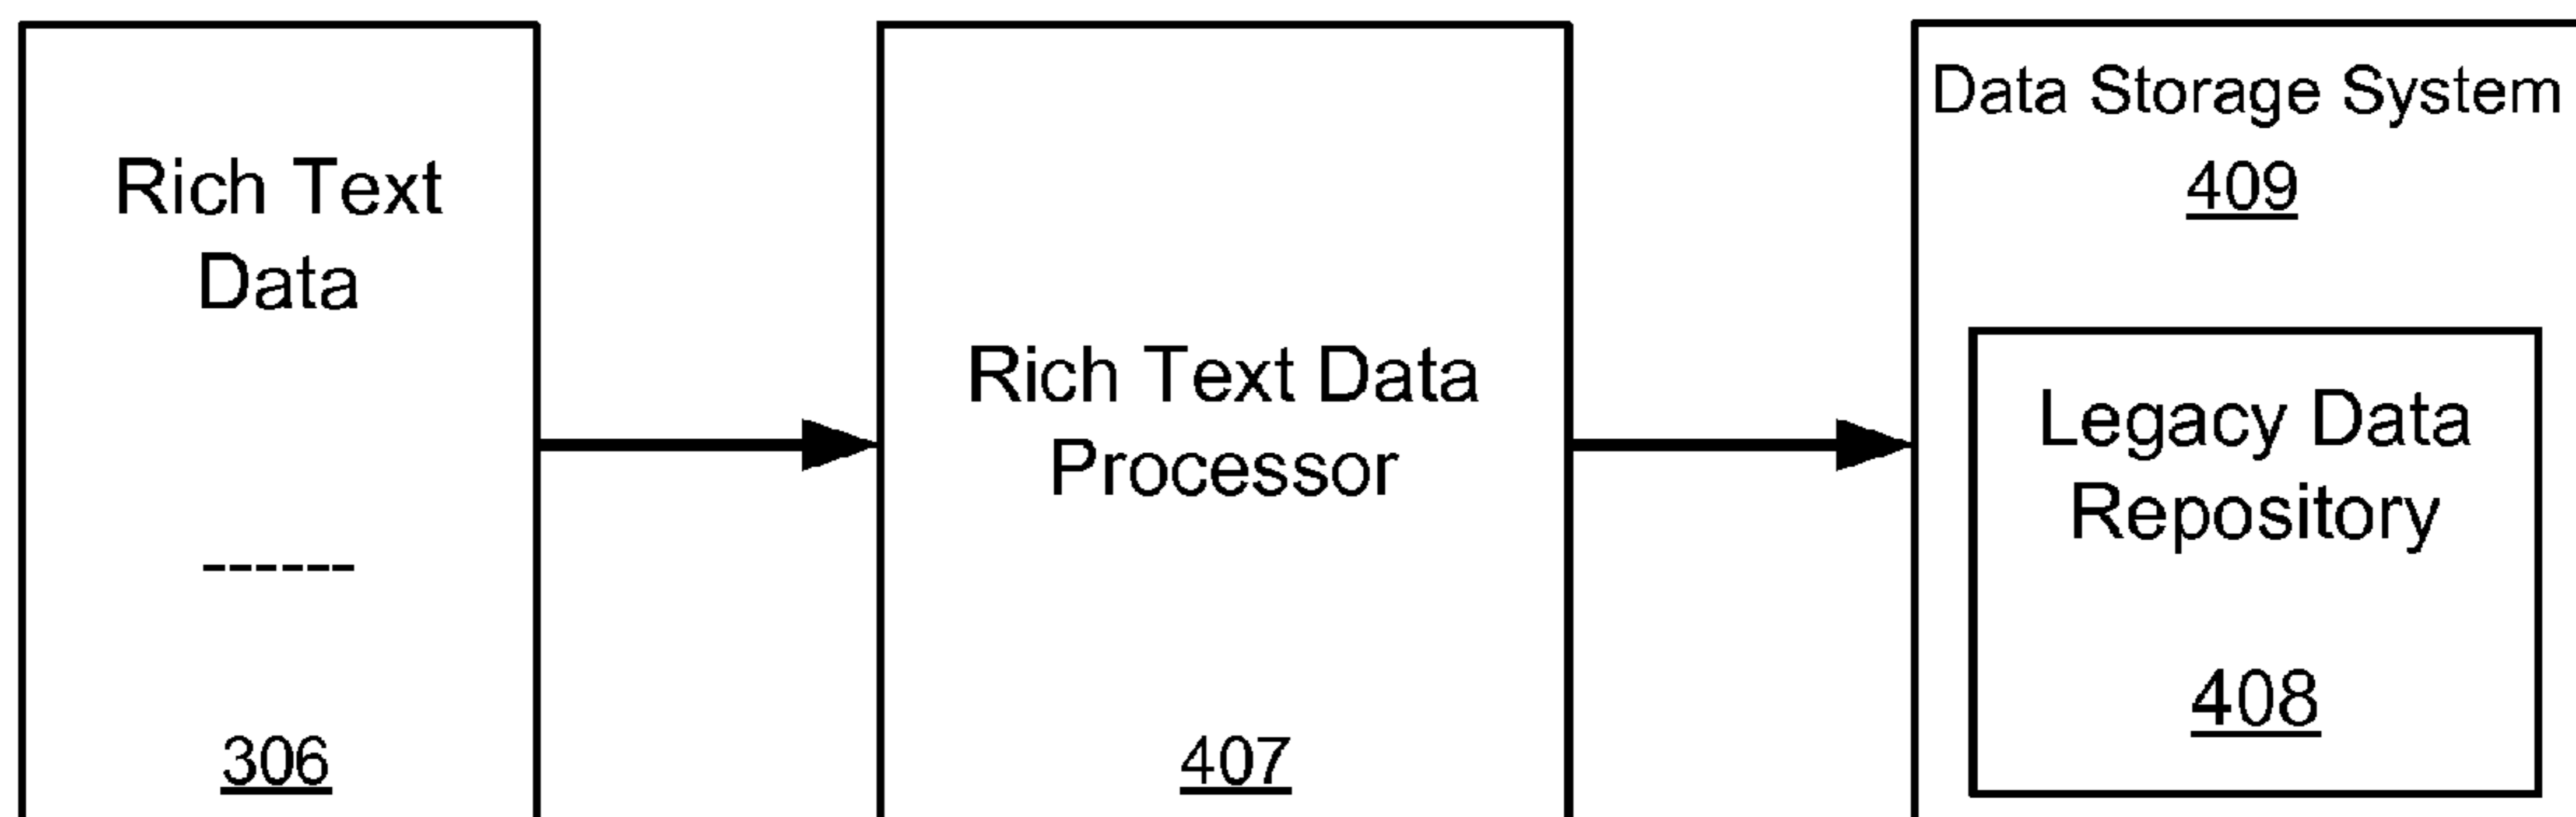 Rich Text
Data
------
306
Rich Text Data
Processor
407
Data Storage System
409
Legacy Data
Repository
408